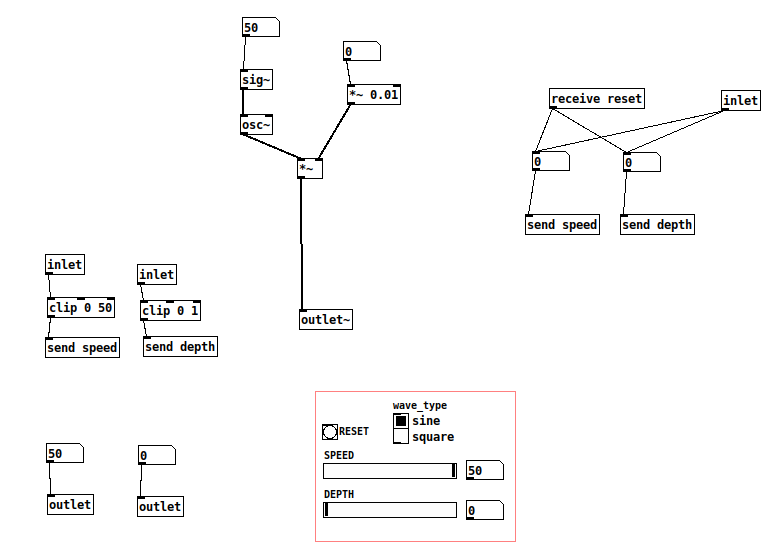 50
0
sig~
*~ 0.01
osc~
*~
outlet~
receive reset
inlet
0
0
send speed
send depth
inlet
inlet
clip 0 50
clip 0 1
send speed
send depth
50
0
outlet
outlet
wave_type
sine
RESET
square
SPEED
50
DEPTH
0